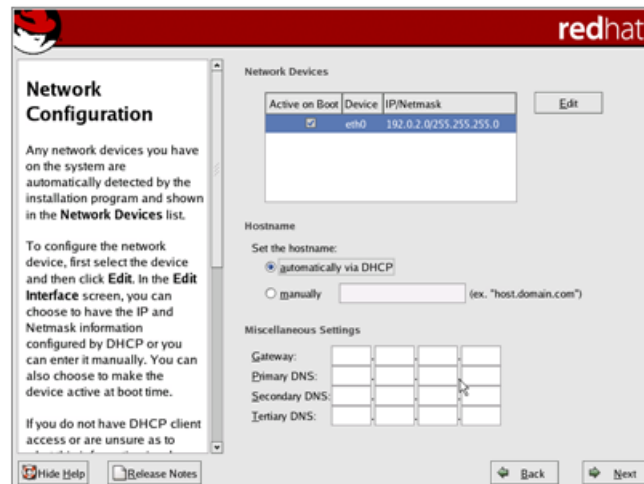 redhat
Network
Configuration
Any network devices you have
on the system are
automatically detected by the
installation program and shown
in the Network Devices list.
To configure the network
device, first select the device
and then click Edit. In the Edit
Interface screen, you can
choose to have the IP and
Netmask information
configured by DHCP or you
can enter it manually. You can
also choose to make the
device active at boot time.
If you do not have DHCP client
access or are unsure as to
Network Devices
Active on Boot Device IP/Netmask
eth0 192.0.2.0/255.255.255.0
Edit
Hostname
Set the hostname:
automatically via DHCP
manually (ex. "host.domain.com")
Miscellaneous Settings
Gateway:
Primary DNS:
Secondary DNS:
Tertiary DNS:
Hide Help Release Notes Back Next